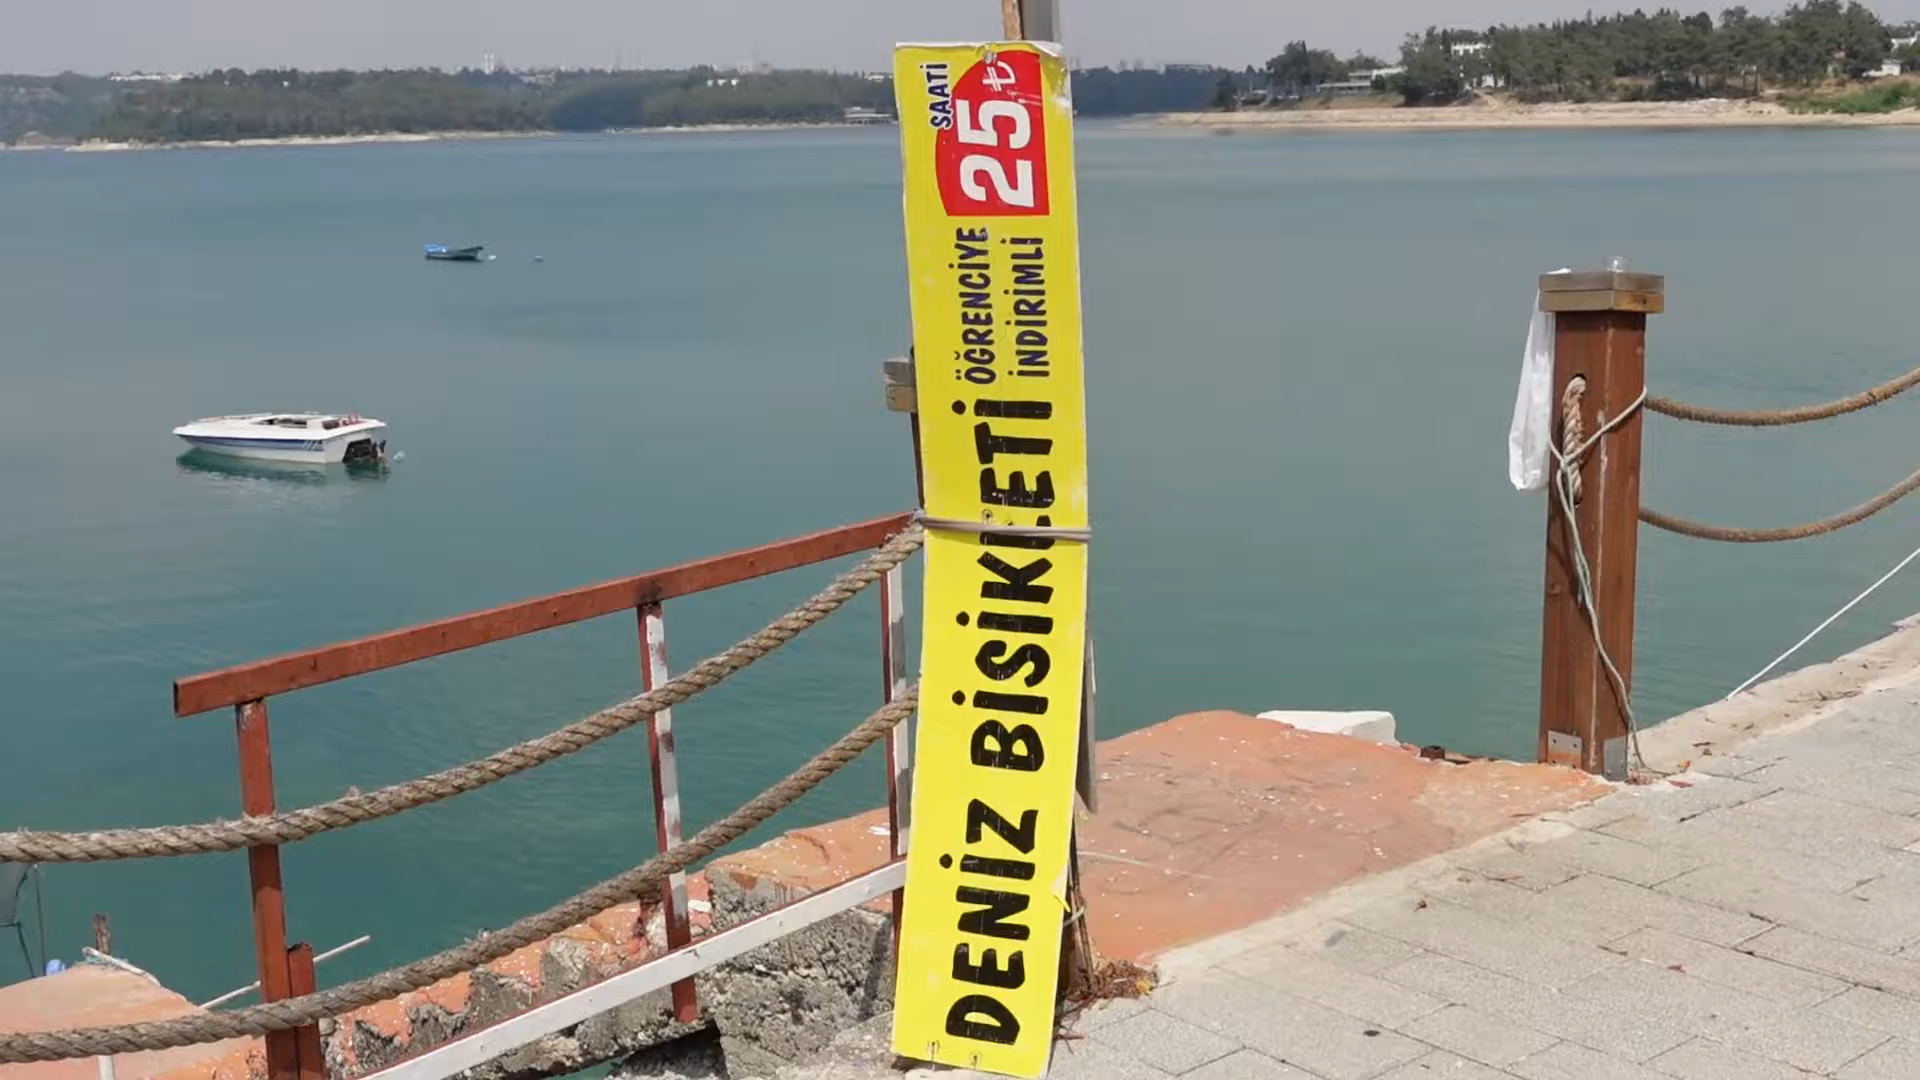 DENİZ BİSİKLETİ
ÖĞRENCİYE
İNDİRİMLİ
SAATİ
25₺